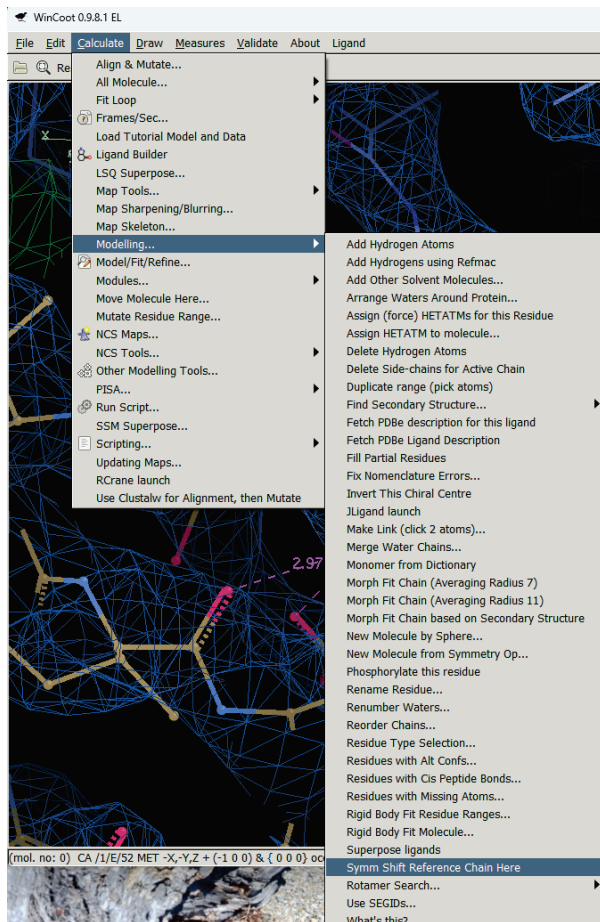 WinCoot 0.9.8.1 EL
File Edit Calculate Draw Measures Validate About Ligand
Align & Mutate...
All Molecule...
Fit Loop
Frames/Sec...
Load Tutorial Model and Data
Ligand Builder
LSQ Superpose...
Map Tools...
Map Sharpening/Blurring...
Map Skeleton...
Modelling...
Model/Fit/Refine...
Modules...
Move Molecule Here...
Mutate Residue Range...
NCS Maps...
NCS Tools...
Other Modelling Tools...
PISA...
Run Script...
SSM Superpose...
Scripting...
Updating Maps...
RCrane launch
Use Clustalw for Alignment, then Mutate
Add Hydrogen Atoms
Add Hydrogens using Refmac
Add Other Solvent Molecules...
Arrange Waters Around Protein...
Assign (force) HETATMs for this Residue
Assign HETATM to molecule...
Delete Hydrogen Atoms
Delete Side-chains for Active Chain
Duplicate range (pick atoms)
Find Secondary Structure...
Fetch PDBe description for this ligand
Fetch PDBe Ligand Description
Fill Partial Residues
Fix Nomenclature Errors...
Invert This Chiral Centre
JLigand launch
Make Link (click 2 atoms)...
Merge Water Chains...
Monomer from Dictionary
Morph Fit Chain (Averaging Radius 7)
Morph Fit Chain (Averaging Radius 11)
Morph Fit Chain based on Secondary Structure
New Molecule by Sphere...
New Molecule from Symmetry Op...
Phosphorylate this residue
Rename Residue...
Renumber Waters...
Reorder Chains...
Residue Type Selection...
Residues with Alt Confs...
Residues with Cis Peptide Bonds...
Residues with Missing Atoms...
Rigid Body Fit Residue Ranges...
Rigid Body Fit Molecule...
Superpose ligands
Symm Shift Reference Chain Here
Rotamer Search...
Use SEGIDs...
What's this?
Re
x
2.97
(mol. no: 0) CA /1/E/52 MET -X,-Y,Z + (-1 0 0) & { 0 0 0} occ